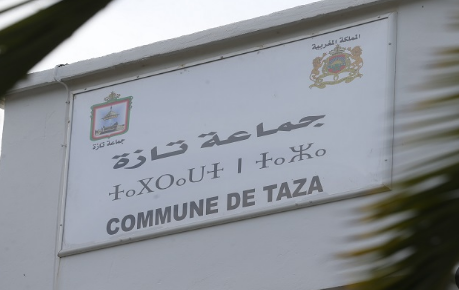 المملكة المغربية
جماعة تازة
جماعة تازة
ⵜⴰⴳⵔⴰⵡⵜ ⵏ ⵜⴰⵣⴰ
COMMUNE DE TAZA